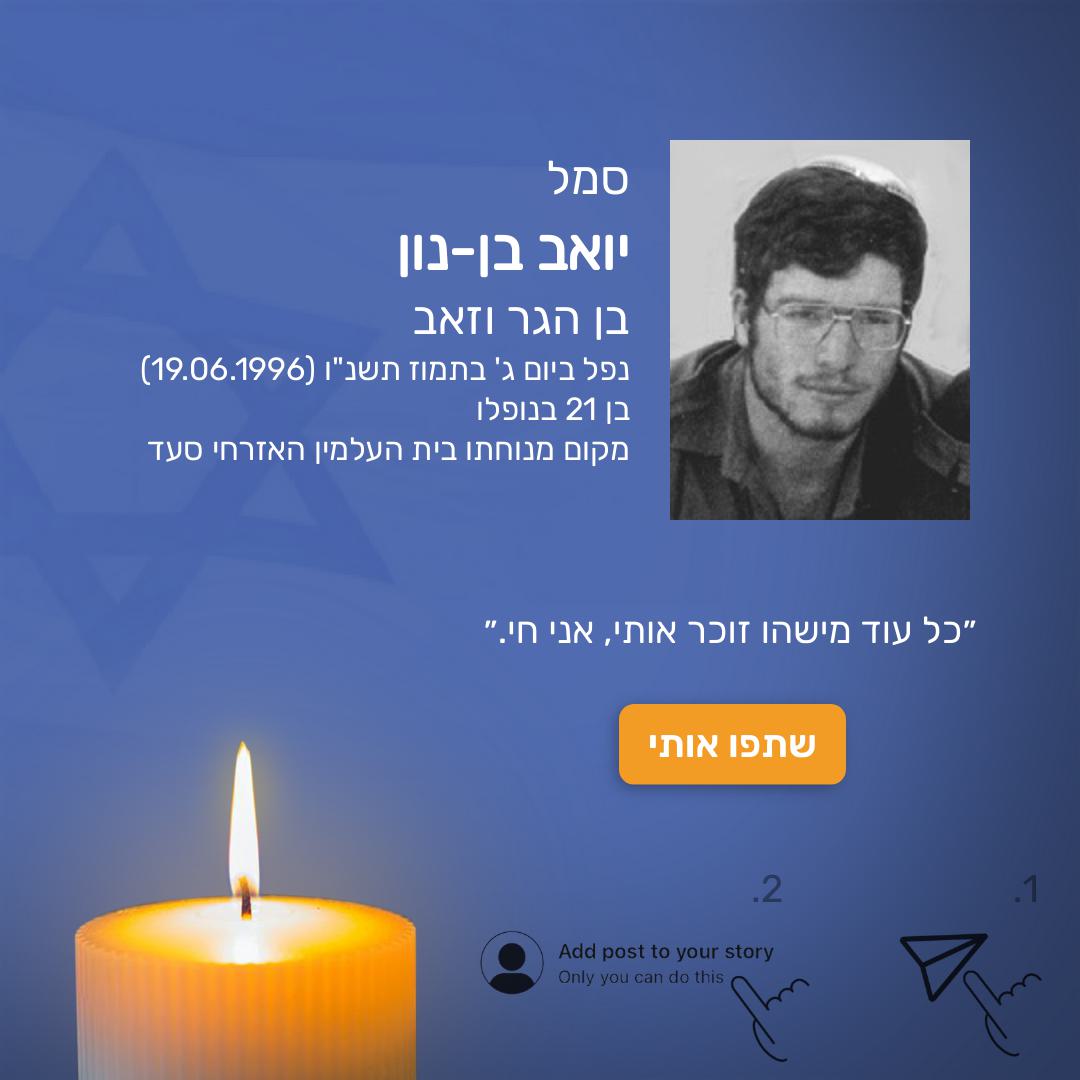 סמל
יואב בן-נון
בן הגר וזאב
נפל ביום ג' בתמוז תשנ"ו (19.06.1996)
בן 21 בנופלו
מקום מנוחתו בית העלמין האזרחי סעד
״כל עוד מישהו זוכר אותי, אני חי.״
שתפו אותי
1.
2.
Add post to your story
Only you can do this